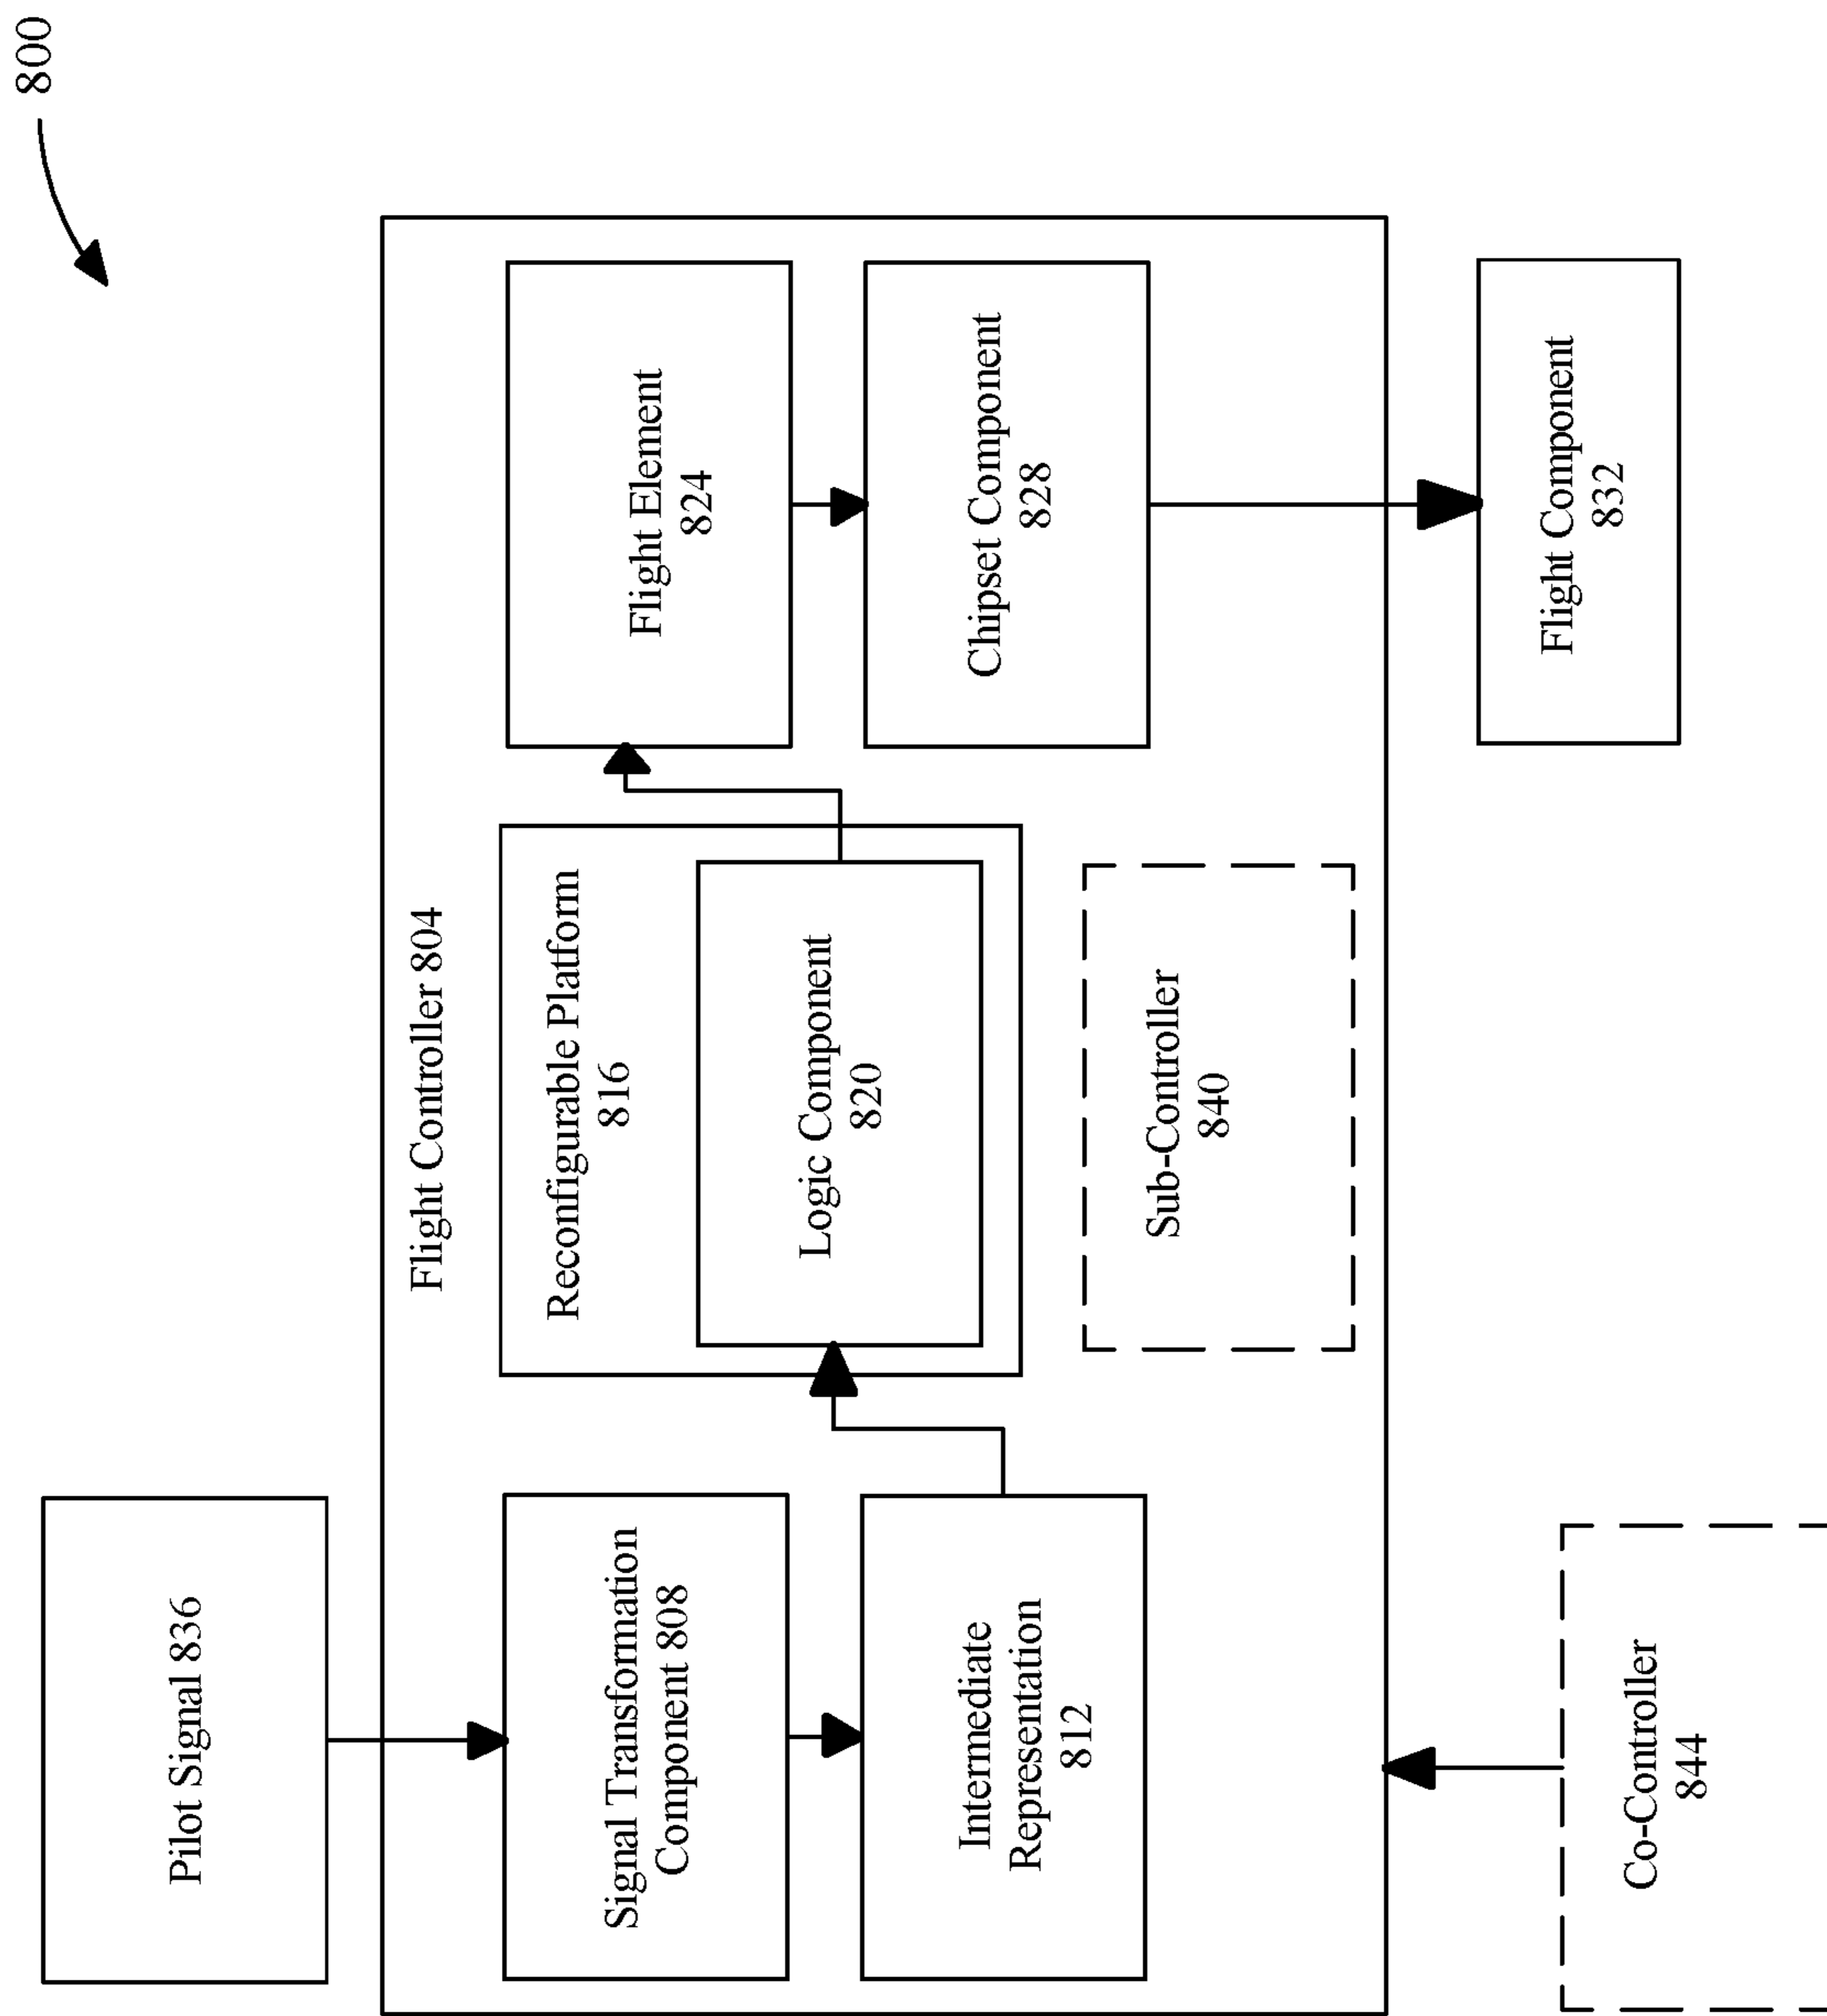 800
Pilot Signal 836
Flight Controller 804
Signal Transformation
Component 808
Intermediate
Representation
812
Reconfigurable Platform
816
Logic Component
820
Sub-Controller
840
Flight Element
824
Chipset Component
828
Flight Component
832
Co-Controller
844